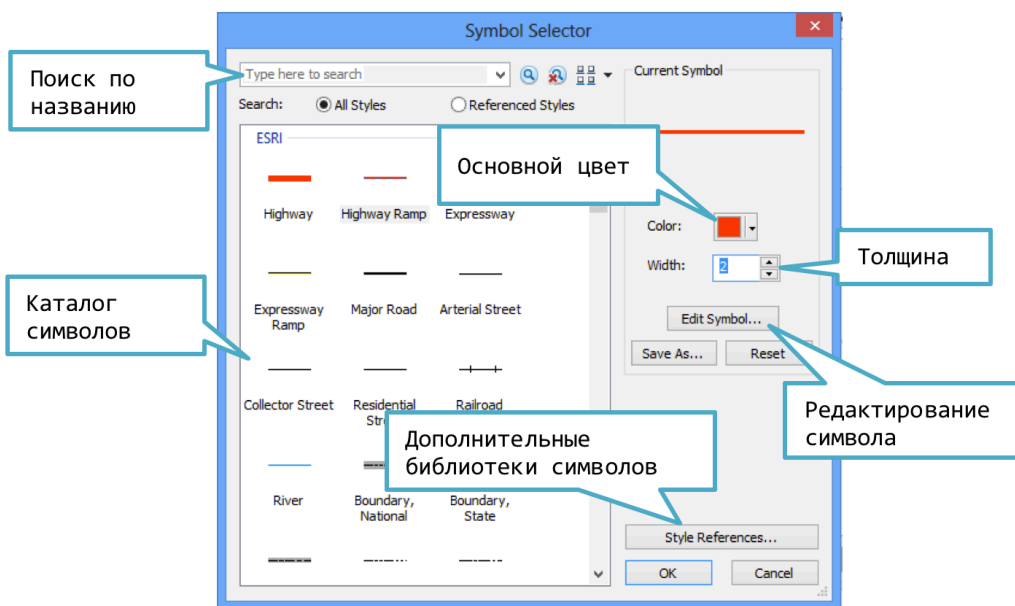 Symbol Selector
Поиск по
названию
Type here to search
Search:
All Styles
Referenced Styles
Current Symbol
ESRI
Основной цвет
Highway
Highway Ramp
Expressway
Color:
Width:
2
Толщина
Каталог
символов
Expressway
Ramp
Major Road
Arterial Street
Edit Symbol...
Save As...
Reset
Collector Street
Residential
Railroad
Редактирование
символа
Дополнительные
библиотеки символов
River
Boundary,
National
Boundary,
State
Style References...
OK
Cancel